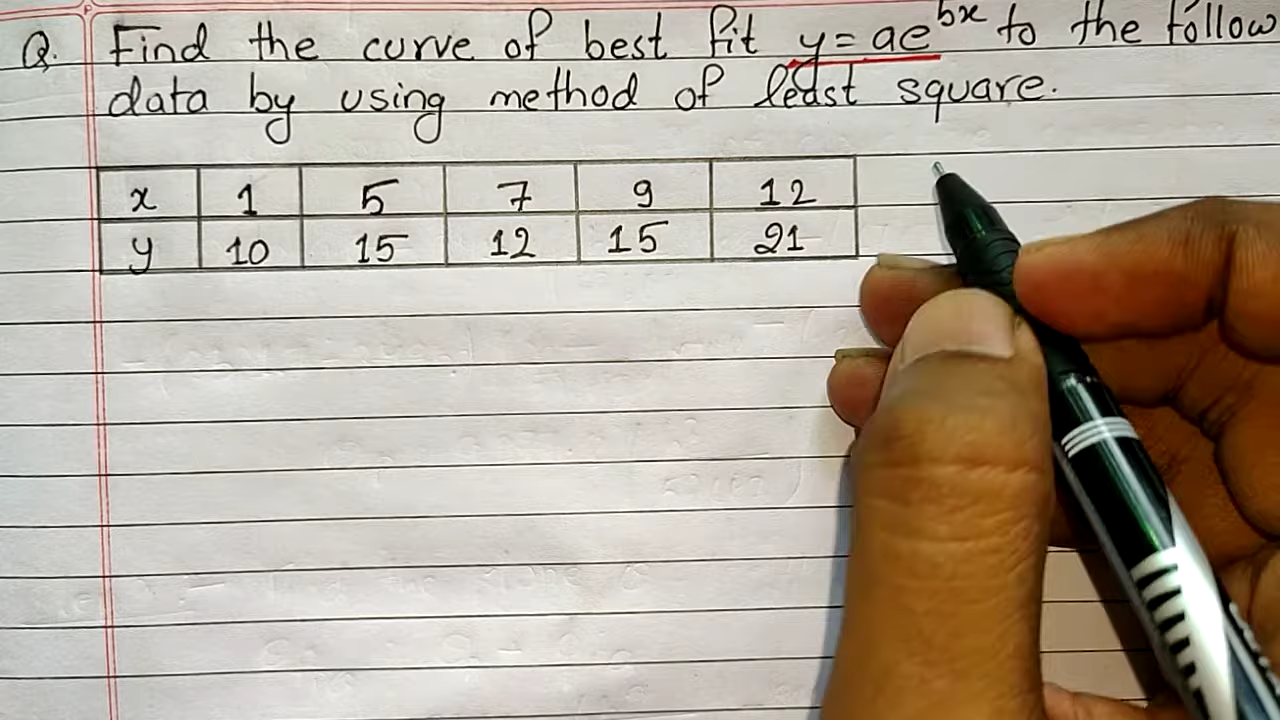 Q. Find the curve of best fit y = ae^bx to the follow
data by using method of least square.
x 1 5 7 9 12
y 10 15 12 15 21